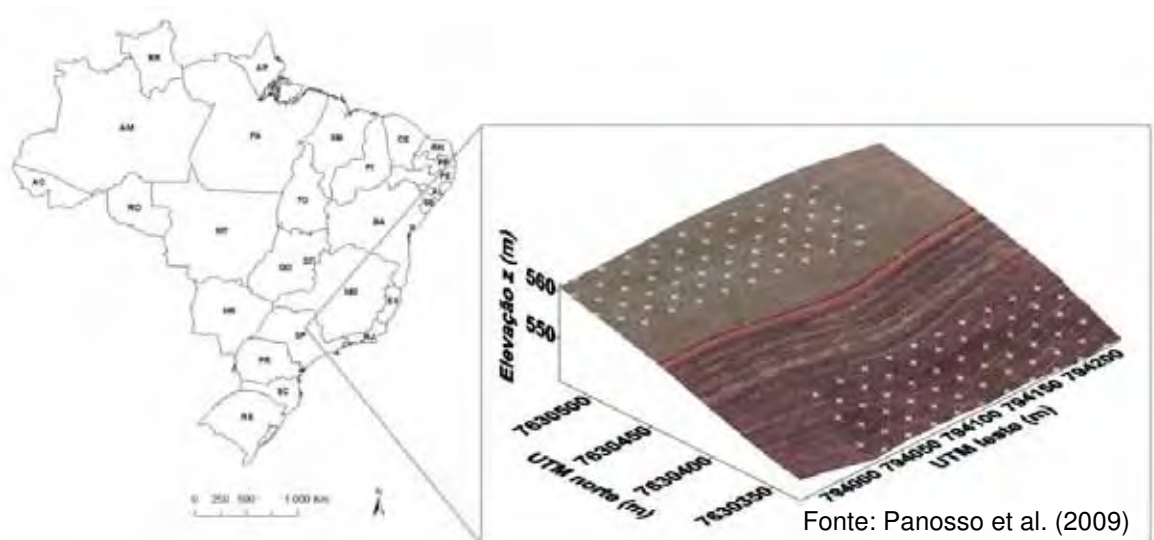 RR
AP
AM
PA
MA
CE
RN
PB
PE
AL
SE
PI
AC
RO
TO
BA
MT
GO
DF
MG
ES
MS
SP
RJ
PR
SC
RS
0 250 500 1 000 Km
N
Elevação z (m)
560
550
7630500
7630450
7630400
7630350
UTM norte (m)
794000
794050
794100
794150
794200
UTM leste (m)
Fonte: Panosso et al. (2009)